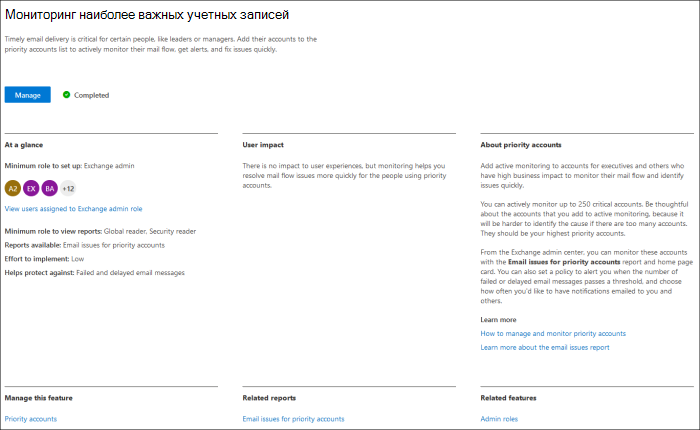 Мониторинг наиболее важных учетных записей
Timely email delivery is critical for certain people, like leaders or managers. Add their accounts to the
priority accounts list to actively monitor their mail flow, get alerts, and fix issues quickly.
Manage
Completed
At a glance
Minimum role to set up: Exchange admin
A2 EX BA +12
View users assigned to Exchange admin role
Minimum role to view reports: Global reader, Security reader
Reports available: Email issues for priority accounts
Effort to implement: Low
Helps protect against: Failed and delayed email messages
User impact
There is no impact to user experiences, but monitoring helps you
resolve mail flow issues more quickly for the people using priority
accounts.
About priority accounts
Add active monitoring to accounts for executives and others who
have high business impact to monitor their mail flow and identify
issues quickly.
You can actively monitor up to 250 critical accounts. Be thoughtful
about the accounts that you add to active monitoring, because it
will be harder to identify the cause if there are too many accounts.
They should be your highest priority accounts.
From the Exchange admin center, you can monitor these accounts
with the Email issues for priority accounts report and home page
card. You can also set a policy to alert you when the number of
failed or delayed email messages passes a threshold, and choose
how often you'd like to have notifications emailed to you and
others.
Learn more
How to manage and monitor priority accounts
Learn more about the email issues report
Manage this feature
Priority accounts
Related reports
Email issues for priority accounts
Related features
Admin roles